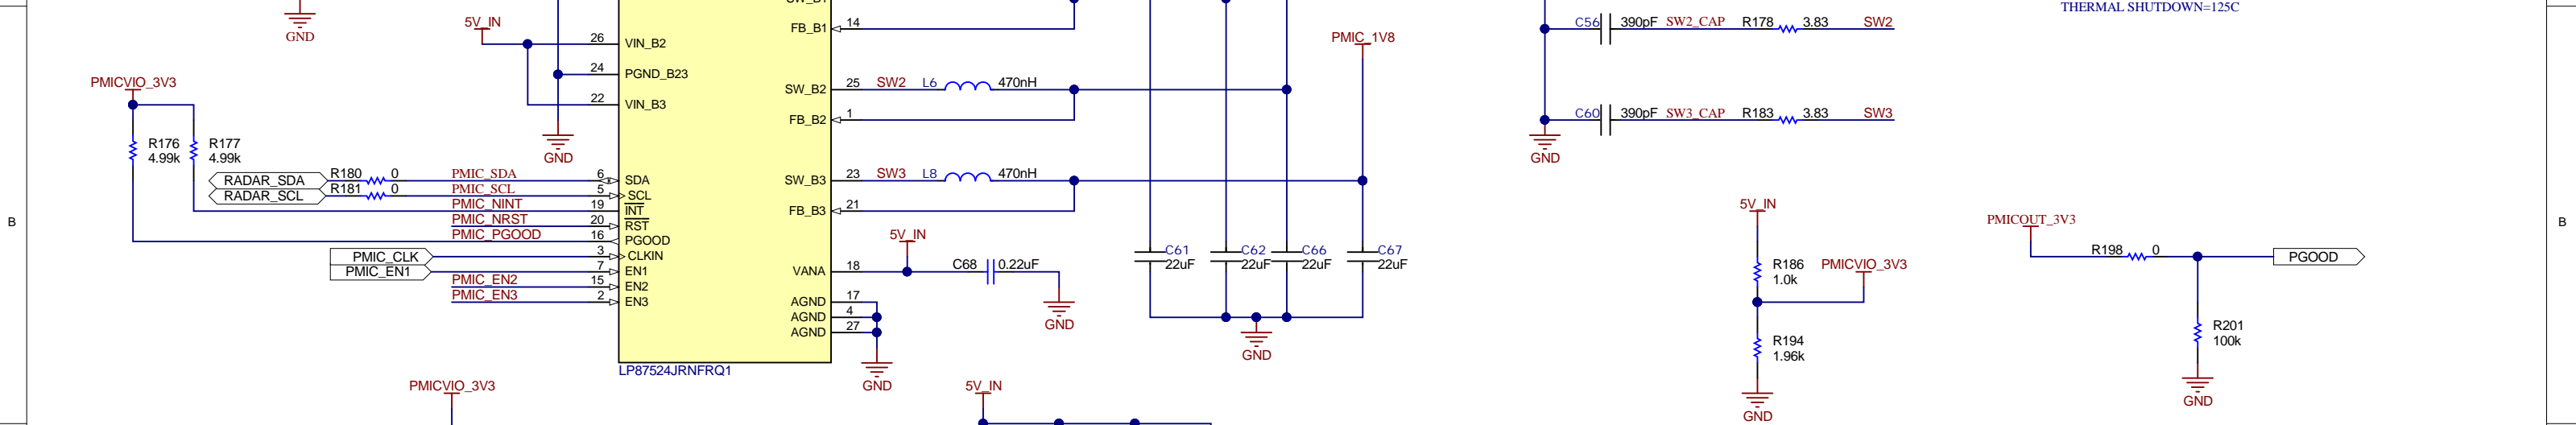 THERMAL SHUTDOWN=125C
GND
5V_IN
26 VIN_B2
24 PGND_B23
22 VIN_B3
GND
PMICVIO_3V3
R176
4.99k
R177
4.99k
RADAR_SDA R180 0 PMIC_SDA 6 SDA
RADAR_SCL R181 0 PMIC_SCL 5 SCL
PMIC_NINT 19 INT
PMIC_NRST 20 RST
PMIC_PGOOD 16 PGOOD
PMIC_CLK 3 CLKIN
PMIC_EN1 7 EN1
PMIC_EN2 15 EN2
PMIC_EN3 2 EN3
FB_B1 14
SW_B2 25 SW2 L6 470nH
FB_B2 1
SW_B3 23 SW3 L8 470nH
FB_B3 21
5V_IN
VANA 18 C68 0.22uF
AGND 17
AGND 4
AGND 27
GND
GND
LP87524JRNFRQ1
PMIC_1V8
C61
22uF
C62
22uF
C66
22uF
C67
22uF
GND
C56 390pF SW2_CAP R178 3.83 SW2
C60 390pF SW3_CAP R183 3.83 SW3
GND
5V_IN
R186
1.0k
PMICVIO_3V3
R194
1.96k
GND
PMICOUT_3V3
R198 0 PGOOD
R201
100k
GND
B
B
PMICVIO_3V3
5V_IN